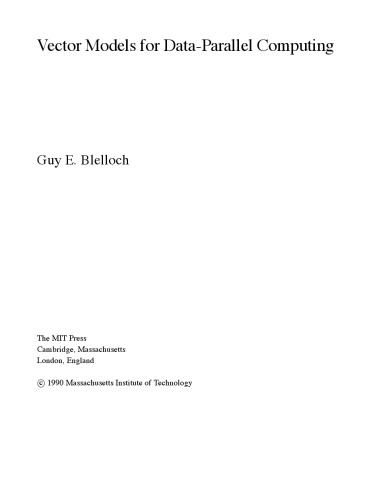 Vector Models for Data-Parallel Computing
Guy E. Blelloch
The MIT Press
Cambridge, Massachusetts
London, England
© 1990 Massachusetts Institute of Technology